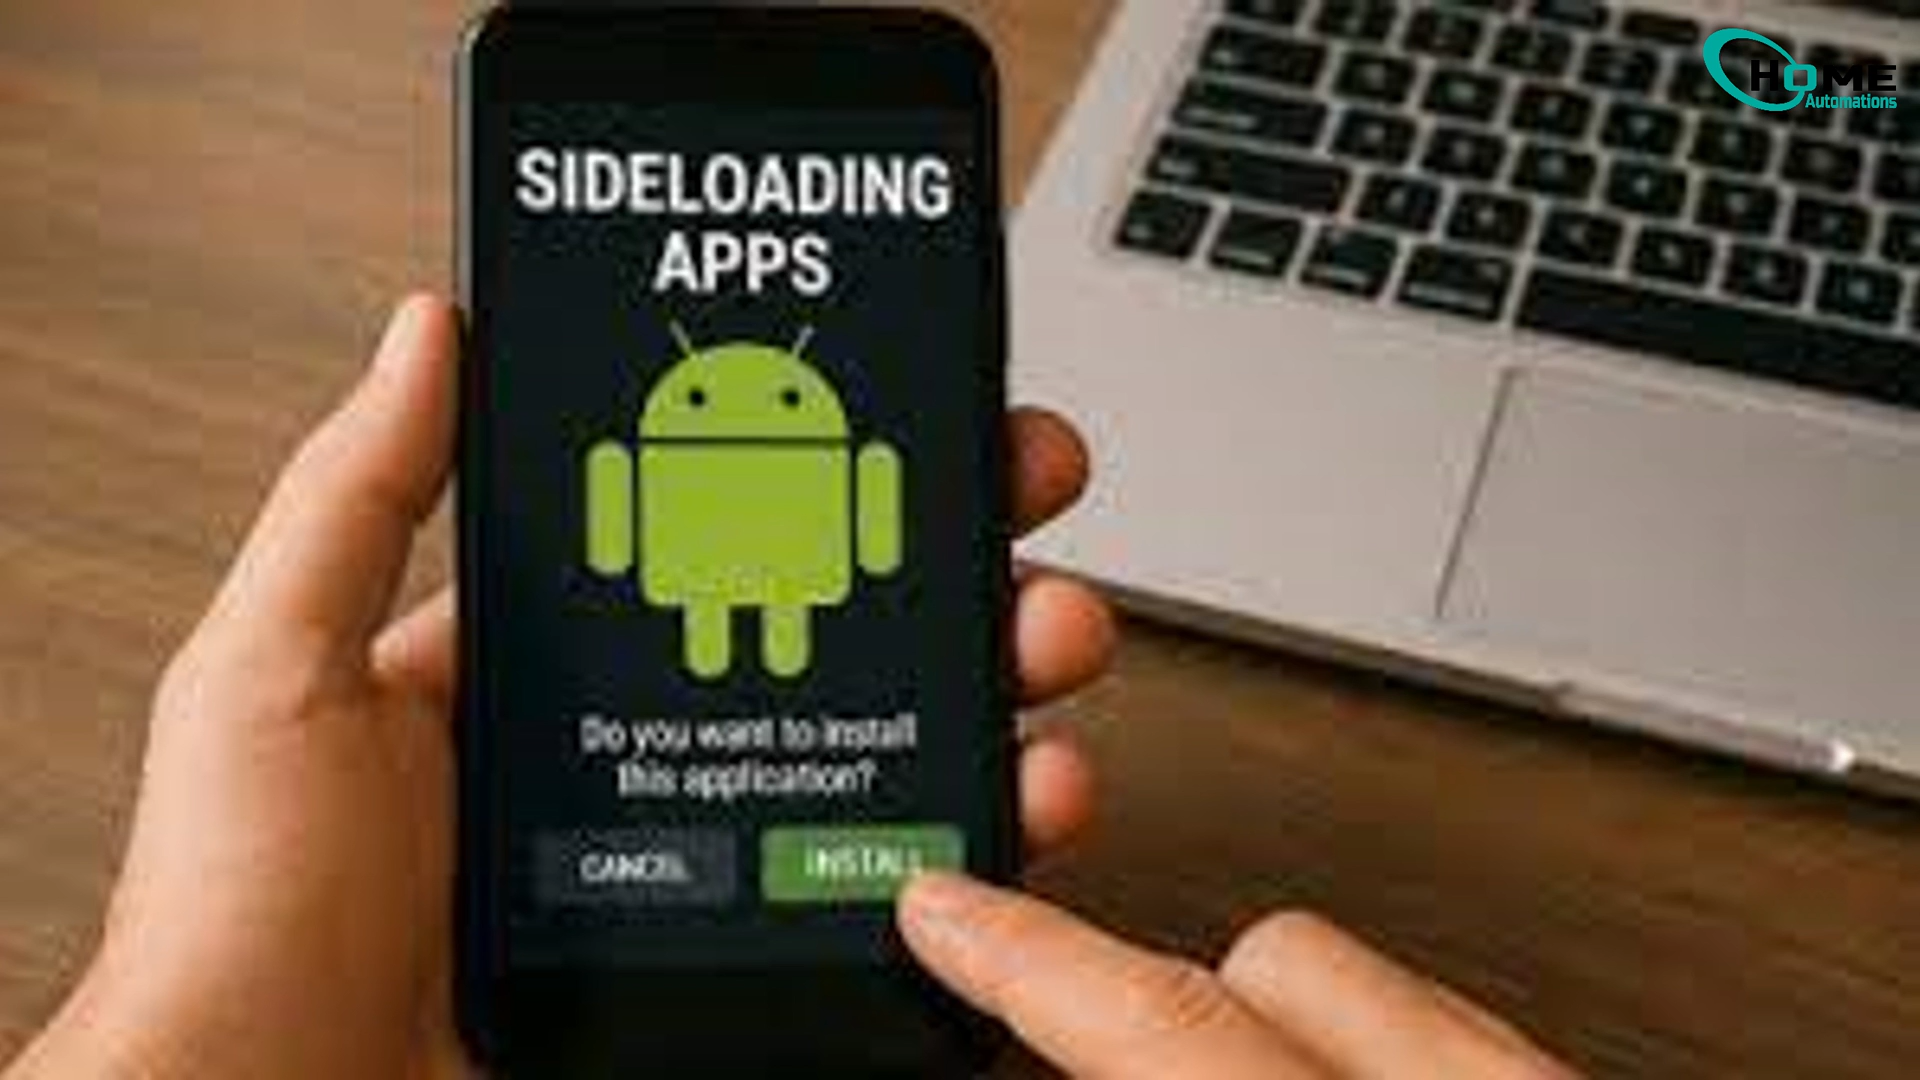 HOME
Automations
SIDELOADING
APPS
Do you want to install
this application?
CANCEL
INSTALL